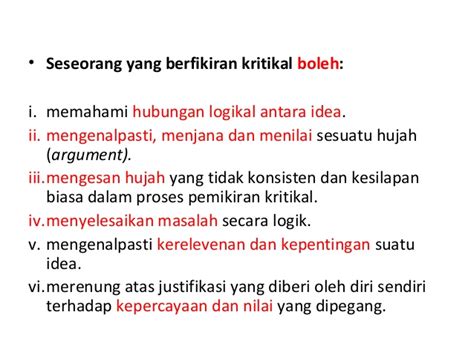 • Seseorang yang berfikiran kritikal boleh:
i. memahami hubungan logikal antara idea.
ii. mengenalpasti, menjana dan menilai sesuatu hujah
(argument).
iii.mengesan hujah yang tidak konsisten dan kesilapan
biasa dalam proses pemikiran kritikal.
iv.menyelesaikan masalah secara logik.
v. mengenalpasti kerelevenan dan kepentingan suatu
idea.
vi.merenung atas justifikasi yang diberi oleh diri sendiri
terhadap kepercayaan dan nilai yang dipegang.